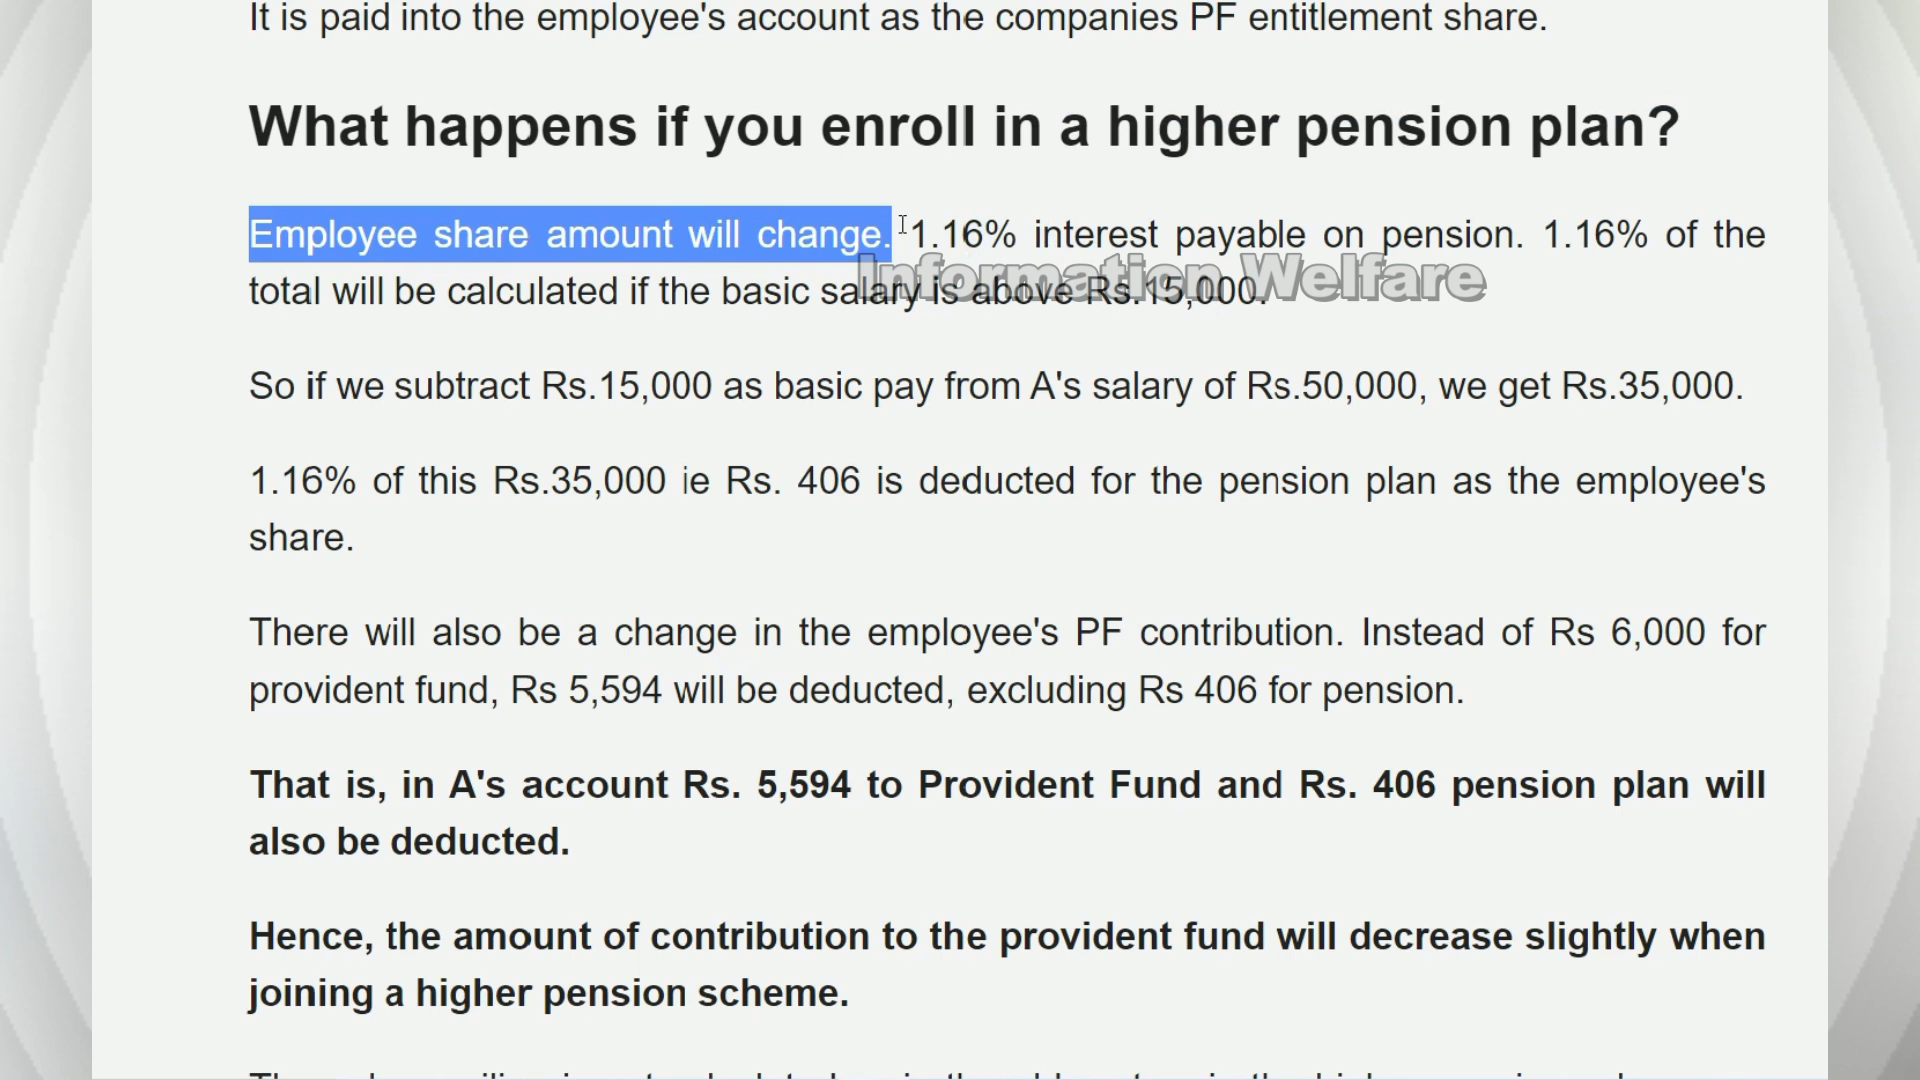 It is paid into the employee's account as the companies PF entitlement share.
What happens if you enroll in a higher pension plan?
Employee share amount will change. 1.16% interest payable on pension. 1.16% of the
total will be calculated if the basic salary is above Rs.15,000.
Information Welfare
So if we subtract Rs.15,000 as basic pay from A's salary of Rs.50,000, we get Rs.35,000.
1.16% of this Rs.35,000 ie Rs. 406 is deducted for the pension plan as the employee's
share.
There will also be a change in the employee's PF contribution. Instead of Rs 6,000 for
provident fund, Rs 5,594 will be deducted, excluding Rs 406 for pension.
That is, in A's account Rs. 5,594 to Provident Fund and Rs. 406 pension plan will
also be deducted.
Hence, the amount of contribution to the provident fund will decrease slightly when
joining a higher pension scheme.